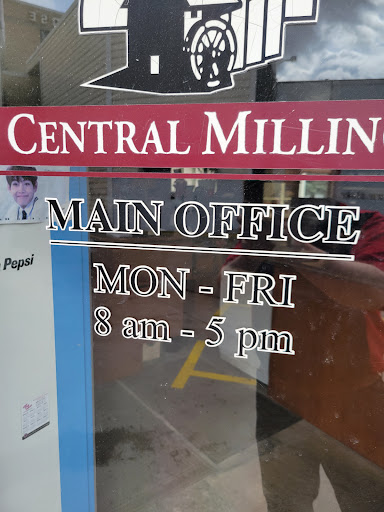 CENTRAL MILLIN
MAIN OFFICE
Pepsi
MON - FRI
8 am - 5 pm